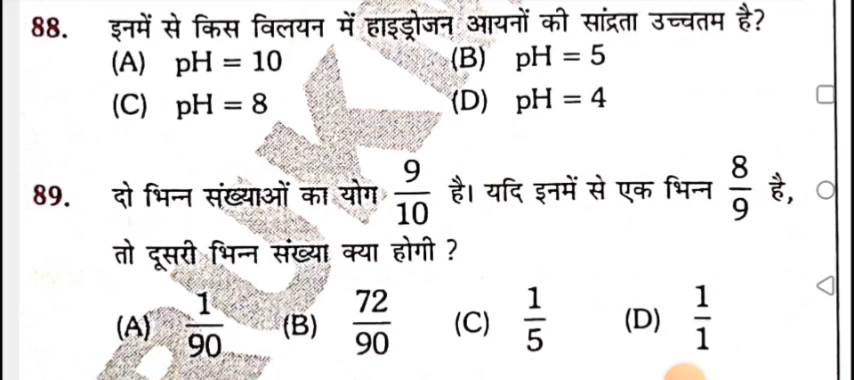 88. इनमें से किस विलयन में हाइड्रोजन आयनों की सांद्रता उच्चतम है?
(A) pH = 10 (B) pH = 5
(C) pH = 8 (D) pH = 4
89. दो भिन्न संख्याओं का योग 9/10 है। यदि इनमें से एक भिन्न 8/9 है,
तो दूसरी भिन्न संख्या क्या होगी ?
(A) 1/90 (B) 72/90 (C) 1/5 (D) 1/1